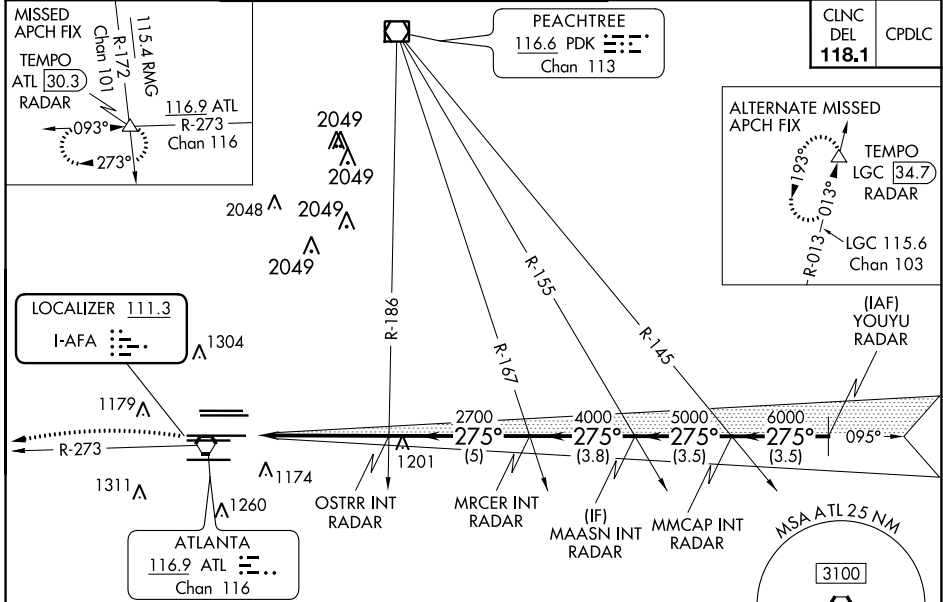 MISSED
APCH FIX
TEMPO
ATL 30.3
RADAR
115.4 RMG
R-172
Chan 101
116.9 ATL
R-273
Chan 116
093°
273°
PEACHTREE
116.6 PDK
Chan 113
CLNC
DEL
118.1
CPDLC
ALTERNATE MISSED
APCH FIX
TEMPO
LGC 34.7
RADAR
193°
013°
R-013
LGC 115.6
Chan 103
2049
2049
2048
2049
2049
R-186
R-167
R-155
R-145
LOCALIZER 111.3
I-AFA
1304
1179
R-273
1311
1260
1174
1201
(IAF)
YOUYU
RADAR
2700
275°
(5)
4000
275°
(3.8)
5000
275°
(3.5)
6000
275°
(3.5)
095°
OSTRR INT
RADAR
MRCER INT
RADAR
(IF)
MAASN INT
RADAR
MMCAP INT
RADAR
ATLANTA
116.9 ATL
Chan 116
MSA ATL 25 NM
3100